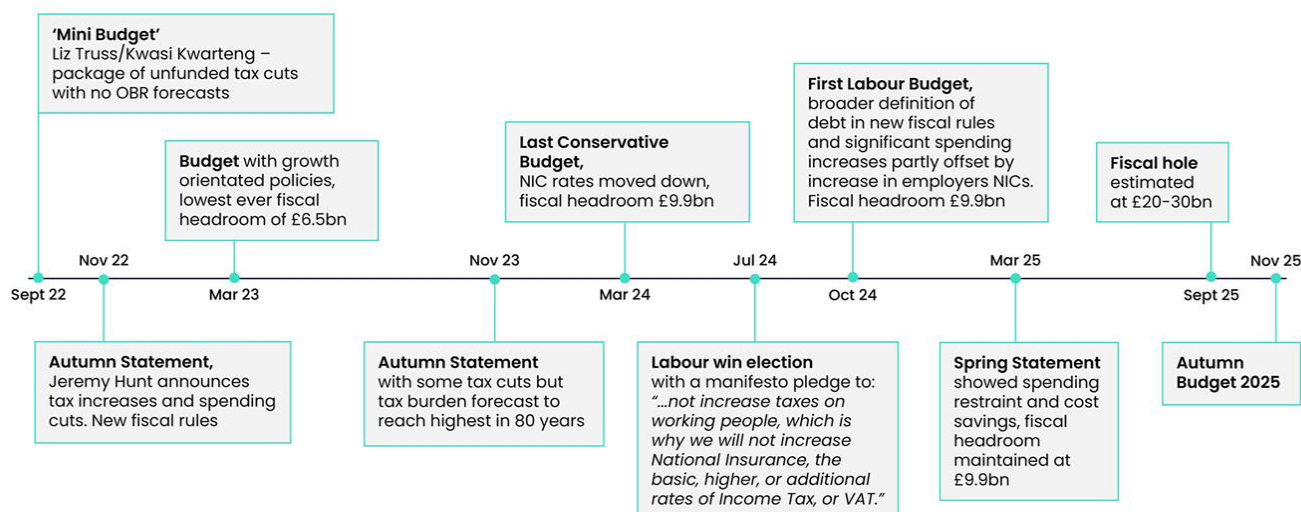 ‘Mini Budget’
Liz Truss/Kwasi Kwarteng –
package of unfunded tax cuts
with no OBR forecasts
Budget with growth
orientated policies,
lowest ever fiscal
headroom of £6.5bn
Last Conservative
Budget,
NIC rates moved down,
fiscal headroom £9.9bn
First Labour Budget,
broader definition of
debt in new fiscal rules
and significant spending
increases partly offset by
increase in employers NICs.
Fiscal headroom £9.9bn
Fiscal hole
estimated
at £20-30bn
Nov 22
Nov 23
Jul 24
Mar 25
Nov 25
Sept 22
Mar 23
Mar 24
Oct 24
Sept 25
Autumn Statement,
Jeremy Hunt announces
tax increases and spending
cuts. New fiscal rules
Autumn Statement
with some tax cuts but
tax burden forecast to
reach highest in 80 years
Labour win election
with a manifesto pledge to:
“...not increase taxes on
working people, which is
why we will not increase
National Insurance, the
basic, higher, or additional
rates of Income Tax, or VAT.”
Spring Statement
showed spending
restraint and cost
savings, fiscal
headroom
maintained at
£9.9bn
Autumn
Budget 2025